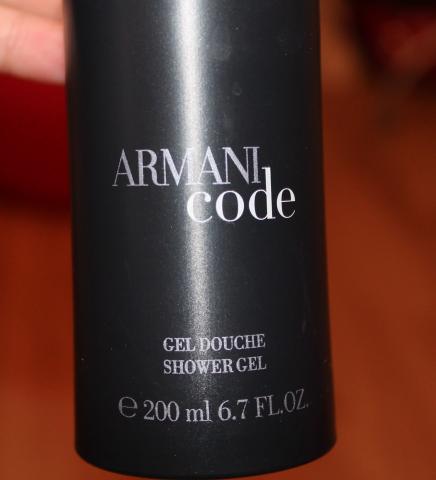 ARMANI
code
GEL DOUCHE
SHOWER GEL
℮ 200 ml 6.7 FL.OZ.